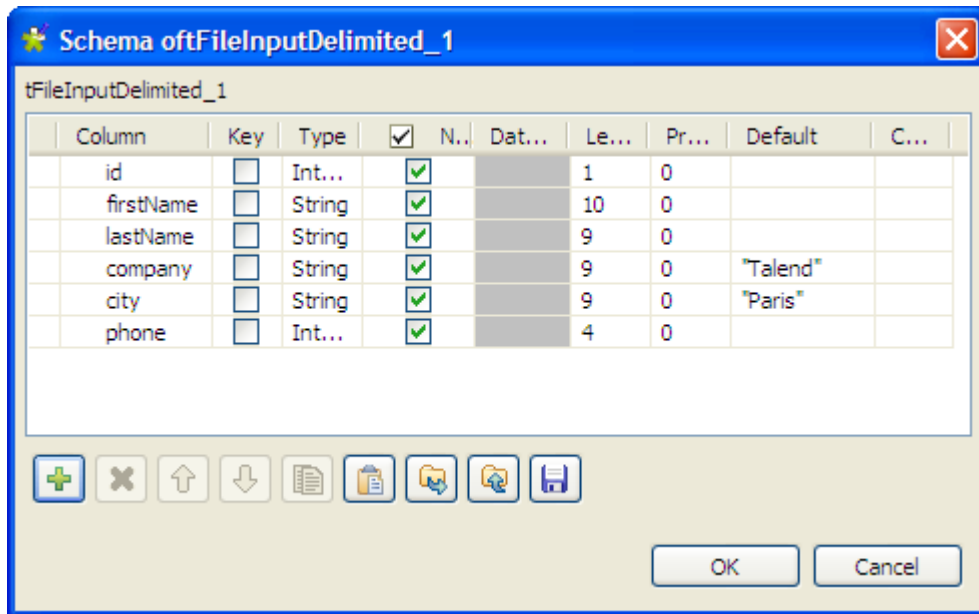 Schema oftFileInputDelimited_1
tFileInputDelimited_1
Column Key Type N.. Dat... Le... Pr... Default C...
id Int... 1 0
firstName String 10 0
lastName String 9 0
company String 9 0 "Talend"
city String 9 0 "Paris"
phone Int... 4 0
OK Cancel